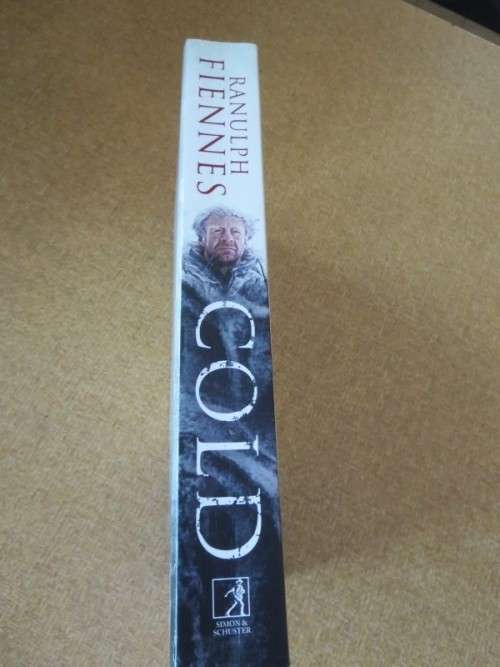 RANULPH
FIENNES
COLD
SIMON &
SCHUSTER